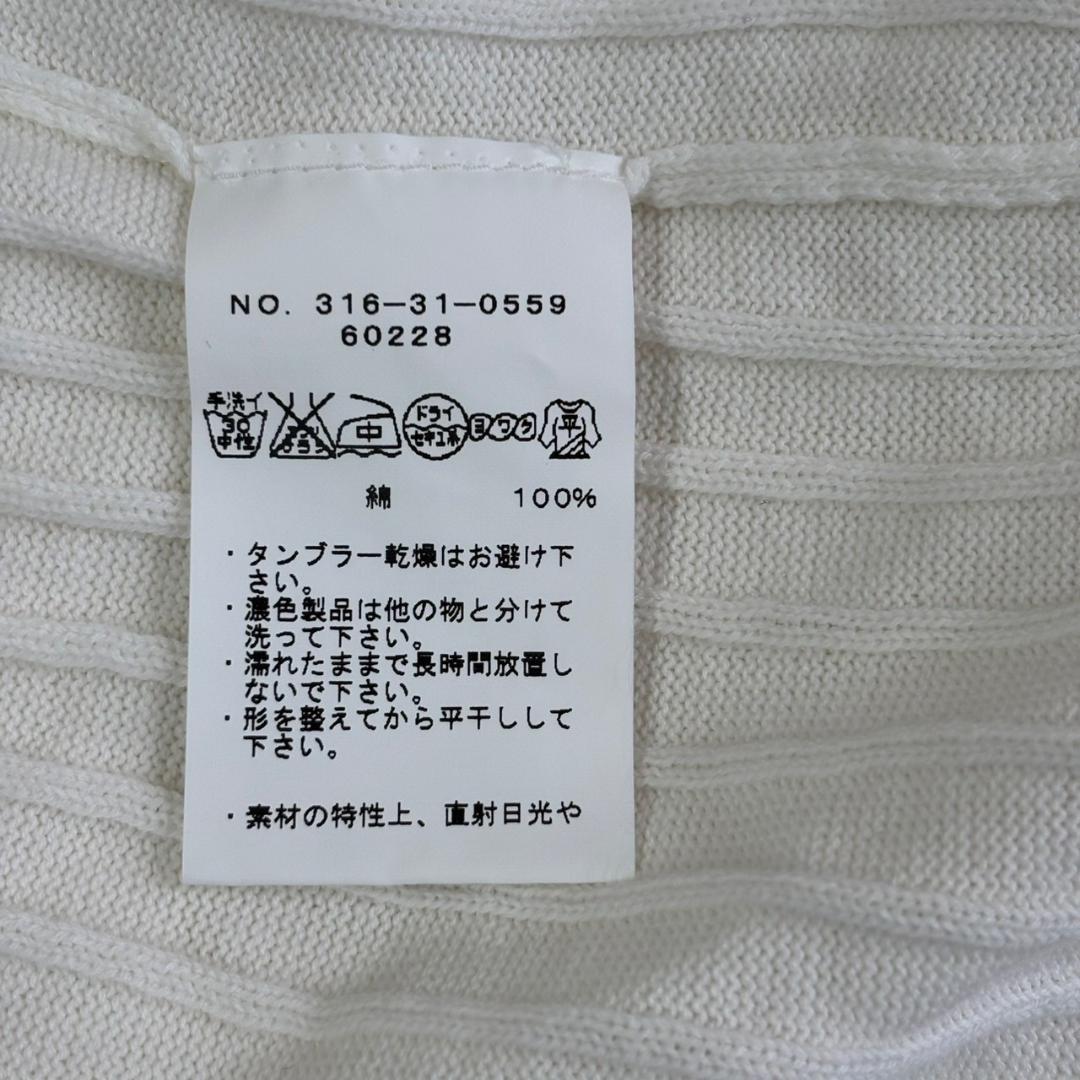 NO. 316-31-0559
60228
手洗イ
30
中性
中
ドライ
セキユ系
ヨワク
平
綿 100%
・タンブラー乾燥はお避け下
さい。
・濃色製品は他の物と分けて
洗って下さい。
・濡れたままで長時間放置し
ないで下さい。
・形を整えてから平干しして
下さい。
・素材の特性上、直射日光や